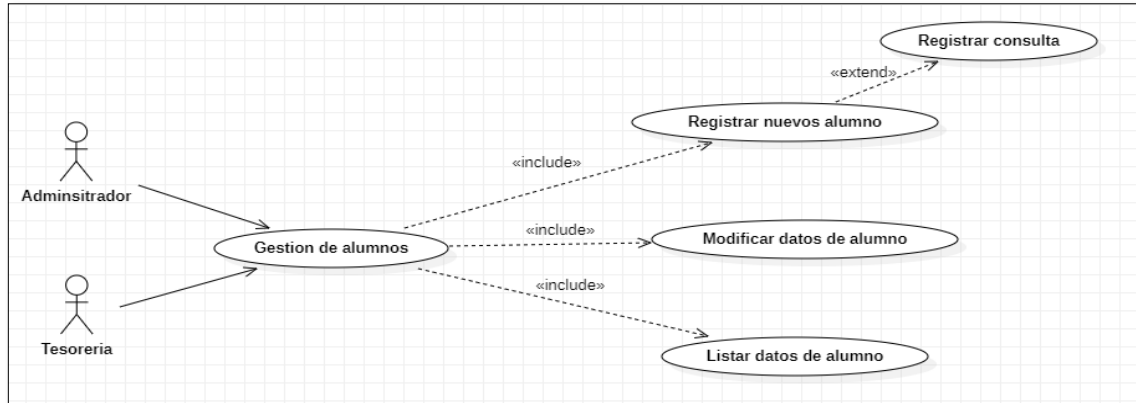 Registrar consulta
«extend»
Registrar nuevos alumno
«include»
Adminsitrador
«include»
Modificar datos de alumno
Gestion de alumnos
«include»
Tesoreria
Listar datos de alumno